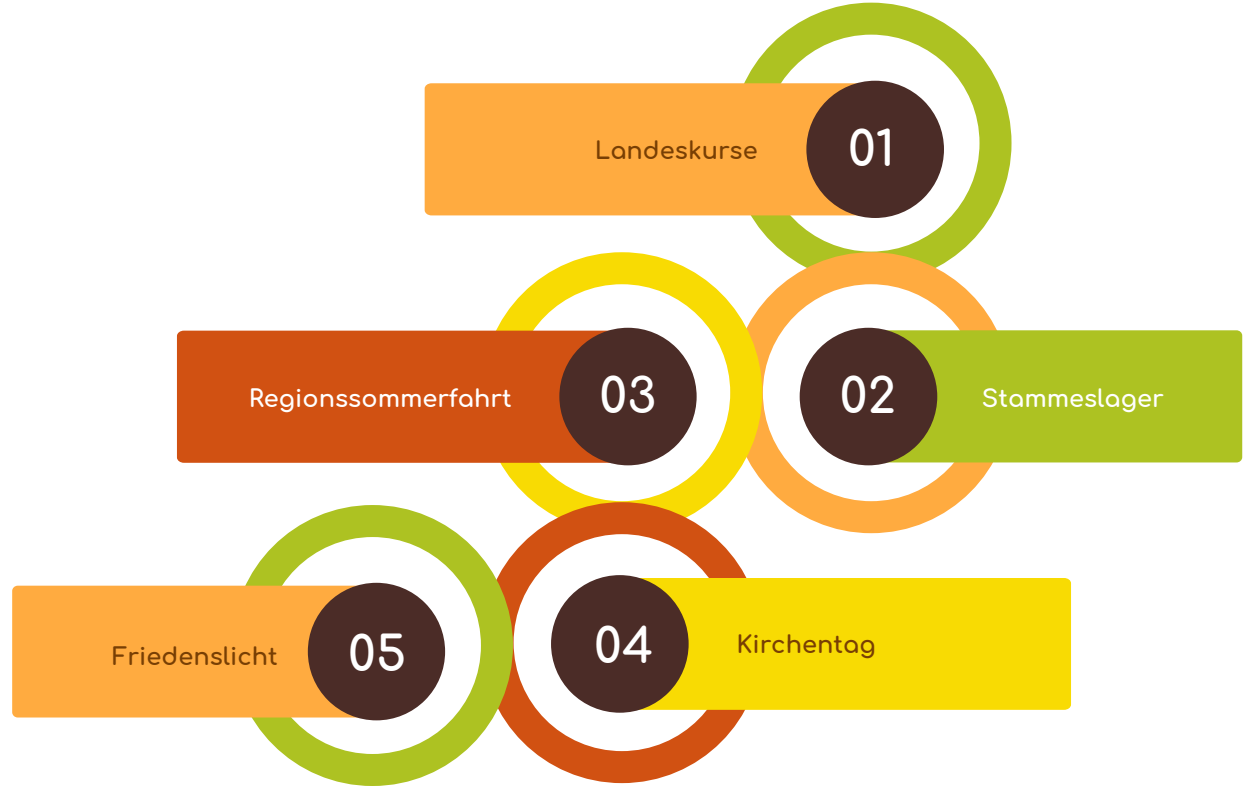 01
Landeskurse
02
Stammeslager
03
Regionssommerfahrt
04
Kirchentag
05
Friedenslicht